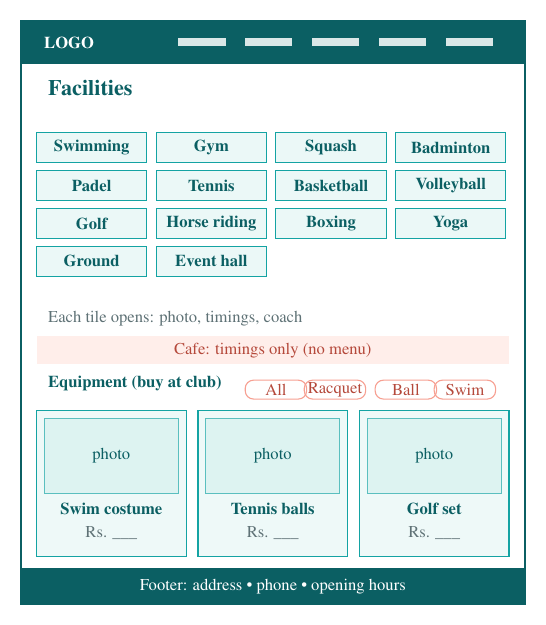 LOGO
Facilities
Swimming Gym Squash Badminton
Padel Tennis Basketball Volleyball
Golf Horse riding Boxing Yoga
Ground Event hall
Each tile opens: photo, timings, coach
Cafe: timings only (no menu)
Equipment (buy at club) All Racquet Ball Swim
photo photo photo
Swim costume Tennis balls Golf set
Rs. ___ Rs. ___ Rs. ___
Footer: address • phone • opening hours